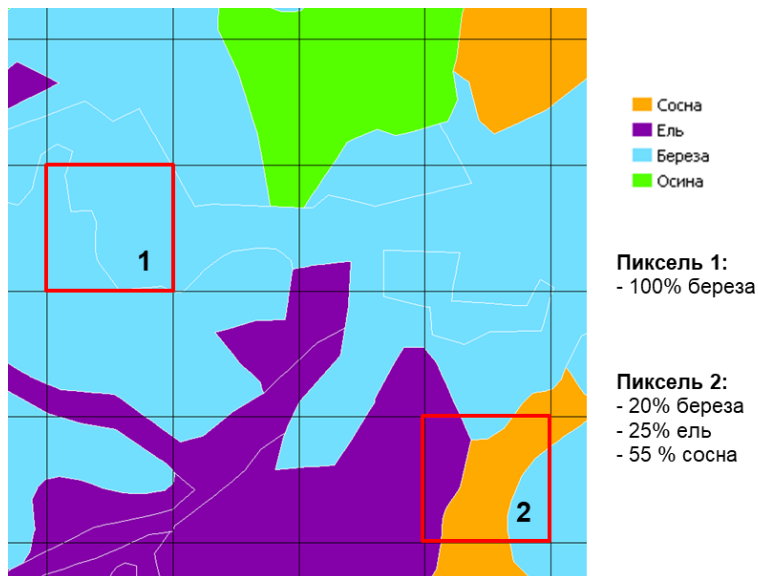 Сосна
Ель
Береза
Осина
1
Пиксель 1:
- 100% береза
Пиксель 2:
- 20% береза
- 25% ель
- 55 % сосна
2